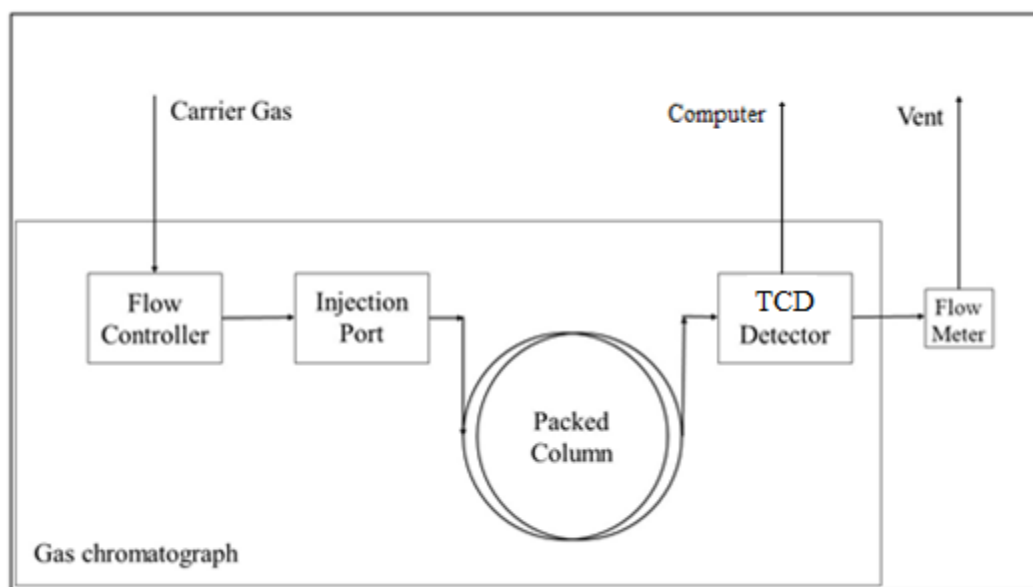 Carrier Gas
Computer
Vent
Flow
Controller
Injection
Port
TCD
Detector
Flow
Meter
Packed
Column
Gas chromatograph